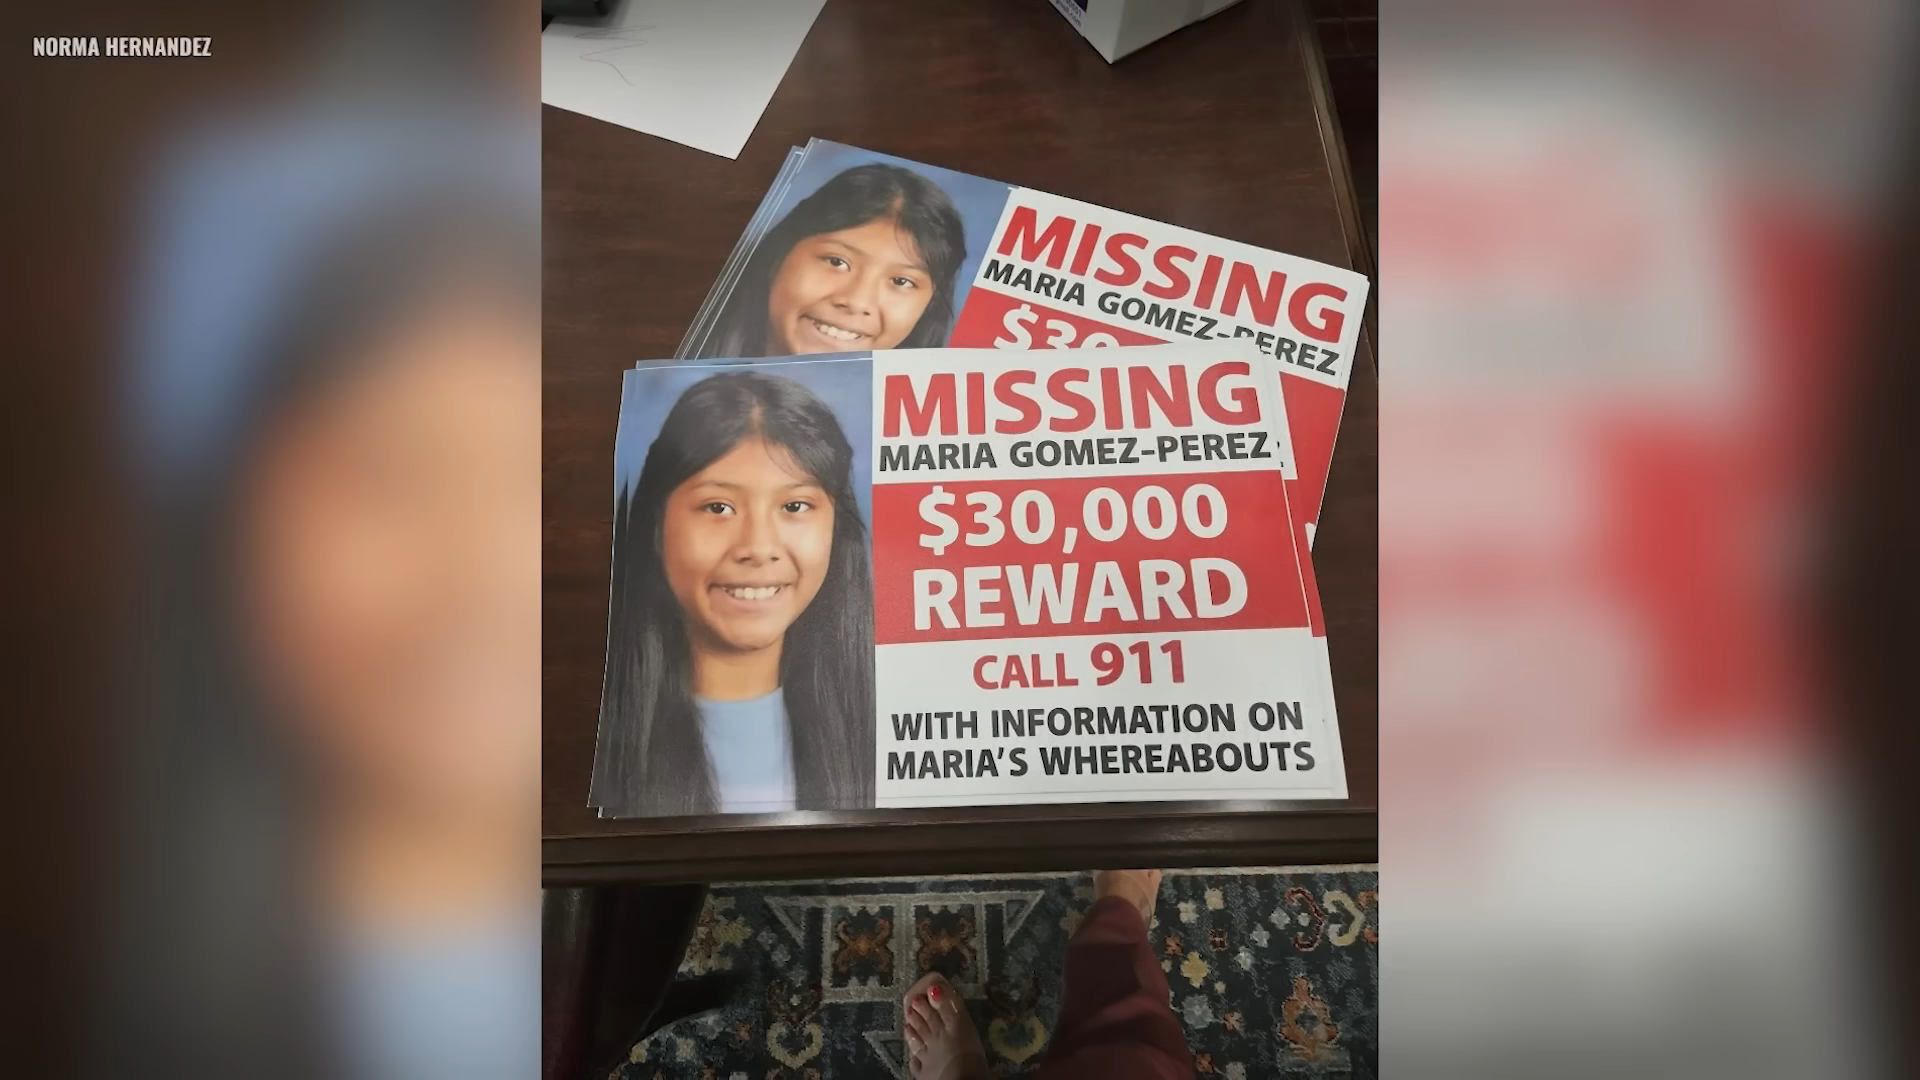 NORMA HERNANDEZ
MISSING
MARIA GOMEZ-PEREZ
$30
MISSING
MARIA GOMEZ-PEREZ
$30,000
REWARD
CALL 911
WITH INFORMATION ON
MARIA'S WHEREABOUTS